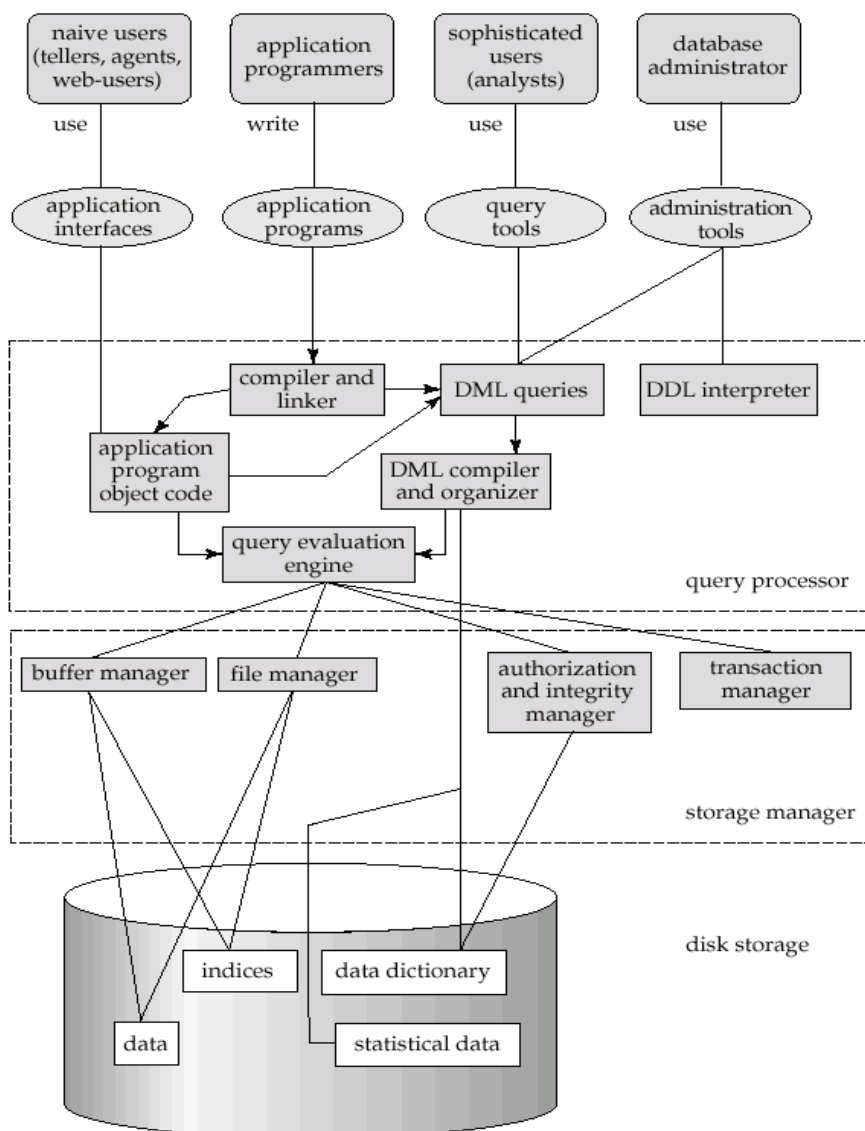 naive users
(tellers, agents,
web-users)
application
programmers
sophisticated
users
(analysts)
database
administrator
use
write
use
use
application
interfaces
application
programs
query
tools
administration
tools
compiler and
linker
DML queries
DDL interpreter
application
program
object code
DML compiler
and organizer
query evaluation
engine
query processor
buffer manager
file manager
authorization
and integrity
manager
transaction
manager
storage manager
disk storage
indices
data dictionary
data
statistical data